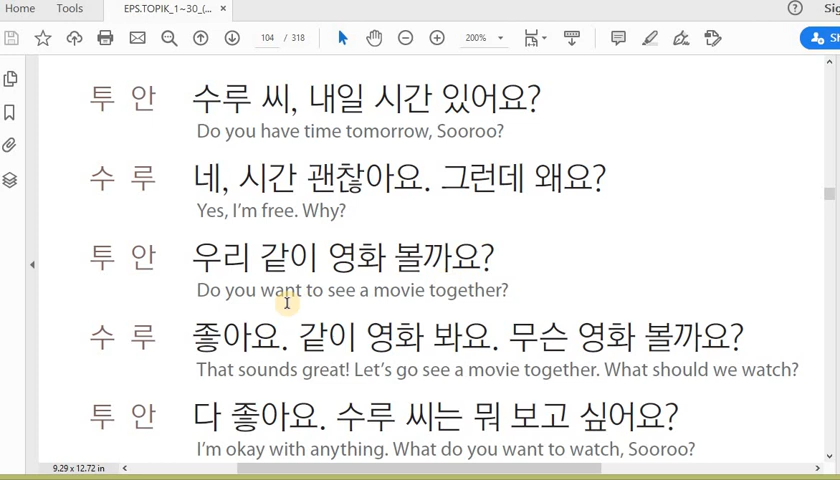 Home Tools EPS.TOPIK_1~30_(... × ?
104 / 318 200%
투 안 수루 씨, 내일 시간 있어요?
Do you have time tomorrow, Sooroo?
수 루 네, 시간 괜찮아요. 그런데 왜요?
Yes, I'm free. Why?
투 안 우리 같이 영화 볼까요?
Do you want to see a movie together?
수 루 좋아요. 같이 영화 봐요. 무슨 영화 볼까요?
That sounds great! Let's go see a movie together. What should we watch?
투 안 다 좋아요. 수루 씨는 뭐 보고 싶어요?
I'm okay with anything. What do you want to watch, Sooroo?
9.29 x 12.72 in